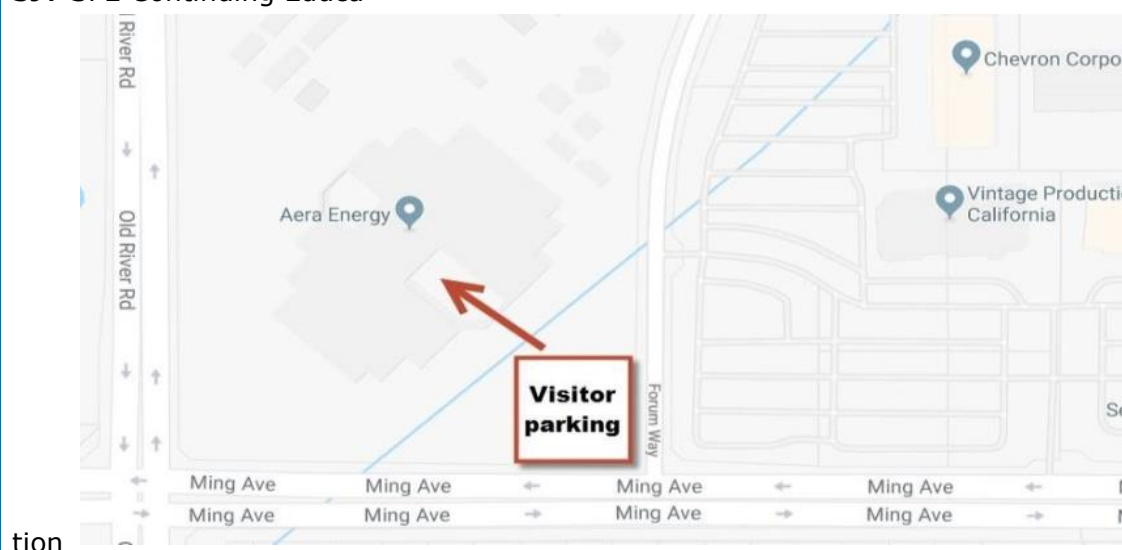 River Rd
Chevron Corpo
Aera Energy
Vintage Producti
California
Old River Rd
Visitor
parking
Forum Way
Se
Ming Ave
Ming Ave
Ming Ave
Ming Ave
Ming Ave
Ming Ave
Ming Ave
Ming Ave
tion